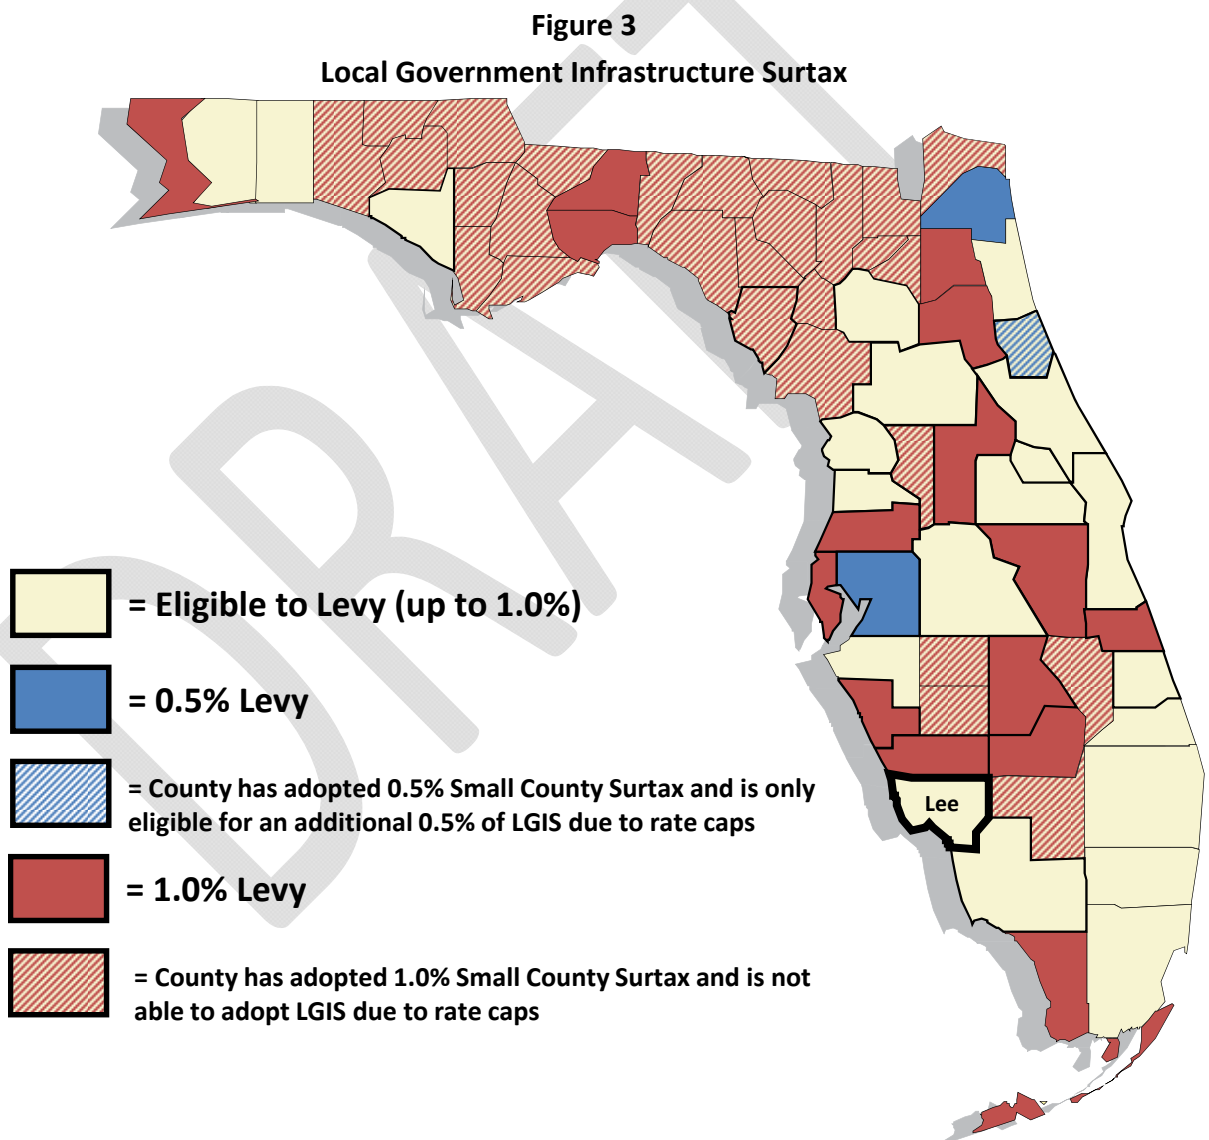 Figure 3
Local Government Infrastructure Surtax
DRAFT
= Eligible to Levy (up to 1.0%)
= 0.5% Levy
= County has adopted 0.5% Small County Surtax and is only
eligible for an additional 0.5% of LGIS due to rate caps
Lee
= 1.0% Levy
= County has adopted 1.0% Small County Surtax and is not
able to adopt LGIS due to rate caps